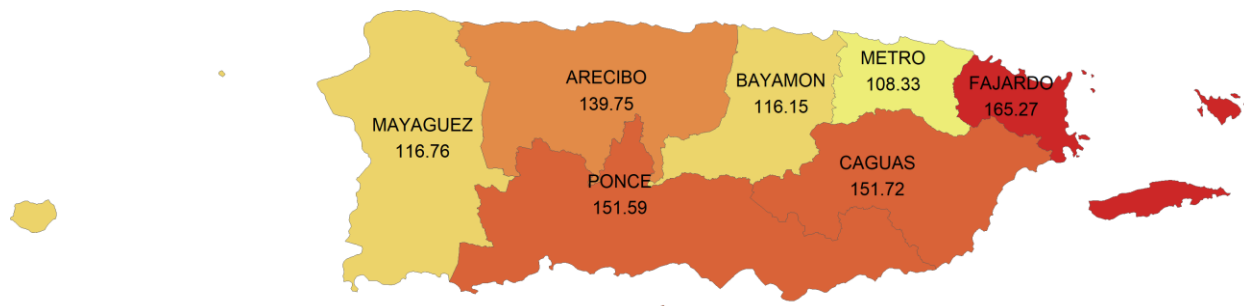 METRO
108.33
ARECIBO
139.75
BAYAMON
116.15
FAJARDO
165.27
MAYAGUEZ
116.76
CAGUAS
151.72
PONCE
151.59